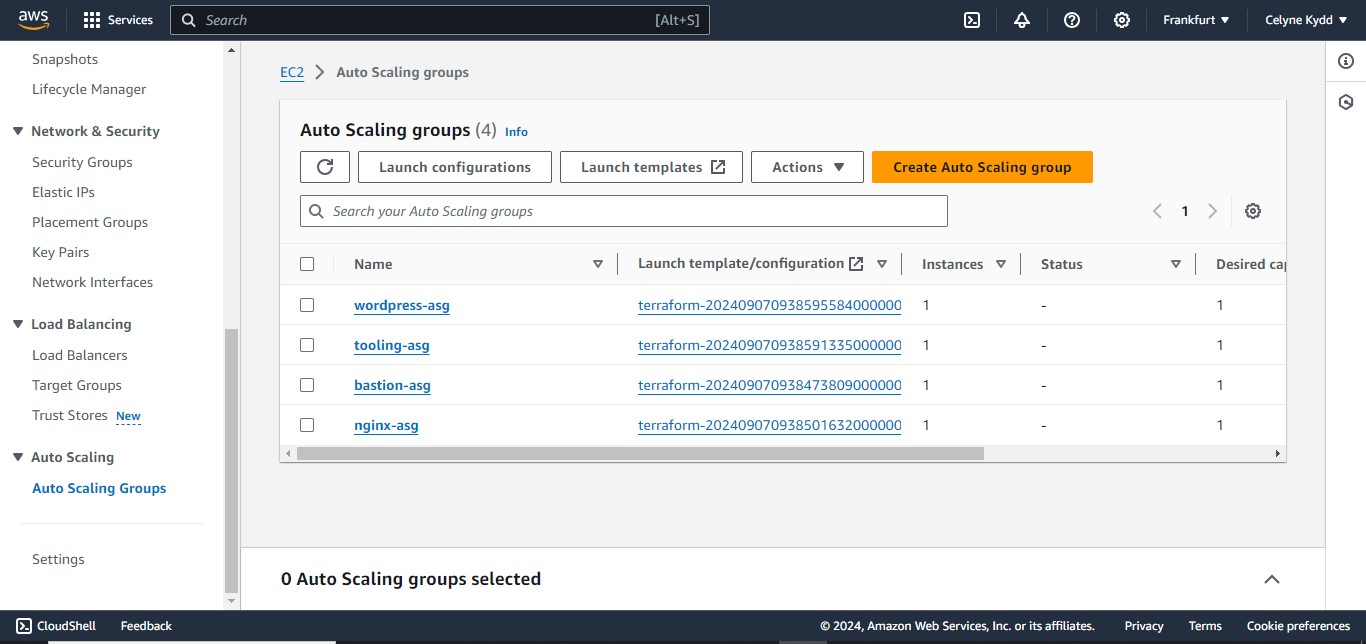 aws
Services
Search [Alt+S]
Frankfurt
Celyne Kydd
Snapshots
Lifecycle Manager
Network & Security
Security Groups
Elastic IPs
Placement Groups
Key Pairs
Network Interfaces
Load Balancing
Load Balancers
Target Groups
Trust Stores New
Auto Scaling
Auto Scaling Groups
Settings
EC2 > Auto Scaling groups
Auto Scaling groups (4) Info
Launch configurations
Launch templates
Actions
Create Auto Scaling group
Search your Auto Scaling groups
1
Name Launch template/configuration Instances Status Desired cap
wordpress-asg terraform-202409070938595584000000 1 - 1
tooling-asg terraform-202409070938591335000000 1 - 1
bastion-asg terraform-202409070938473809000000 1 - 1
nginx-asg terraform-202409070938501632000000 1 - 1
0 Auto Scaling groups selected
CloudShell Feedback © 2024, Amazon Web Services, Inc. or its affiliates. Privacy Terms Cookie preferences